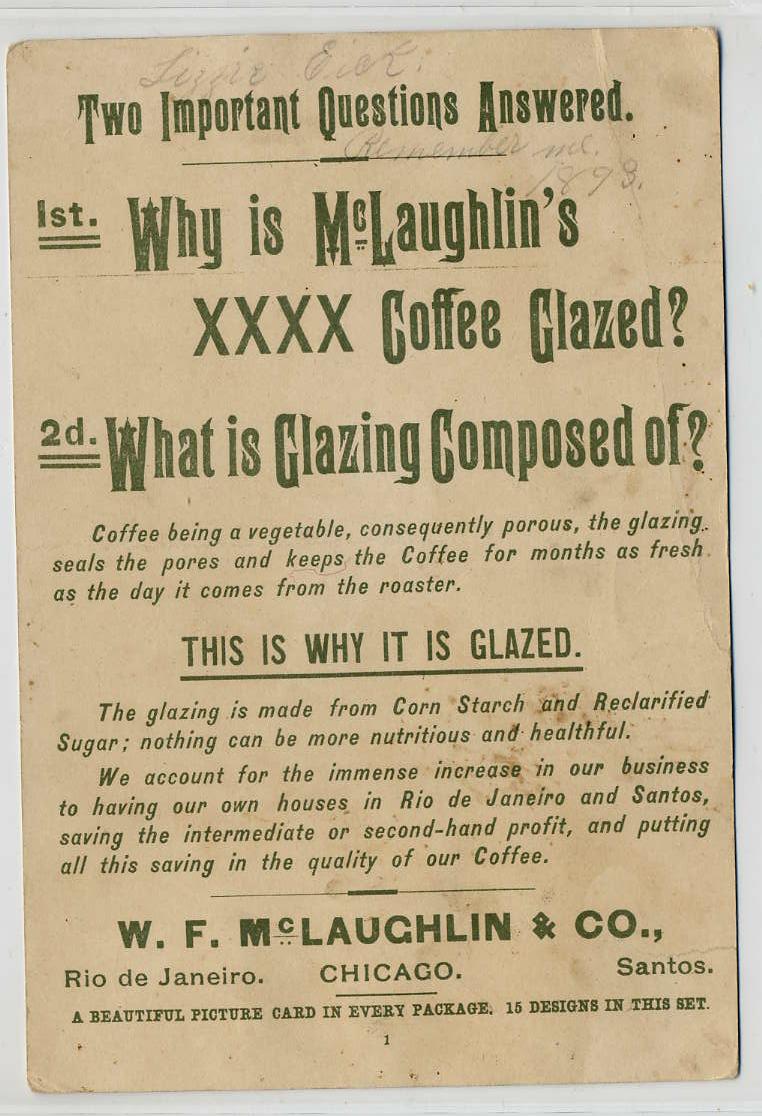 Lizzie Eick.
Two Important Questions Answered.
Remember me.
1893.
1st. Why is McLaughlin's
XXXX Coffee Glazed?
2d. What is Glazing Composed of?
Coffee being a vegetable, consequently porous, the glazing
seals the pores and keeps the Coffee for months as fresh
as the day it comes from the roaster.
THIS IS WHY IT IS GLAZED.
The glazing is made from Corn Starch and Reclarified
Sugar; nothing can be more nutritious and healthful.
We account for the immense increase in our business
to having our own houses in Rio de Janeiro and Santos,
saving the intermediate or second-hand profit, and putting
all this saving in the quality of our Coffee.
W. F. McLAUGHLIN & CO.,
Rio de Janeiro. CHICAGO. Santos.
A BEAUTIFUL PICTURE CARD IN EVERY PACKAGE. 15 DESIGNS IN THIS SET.
1